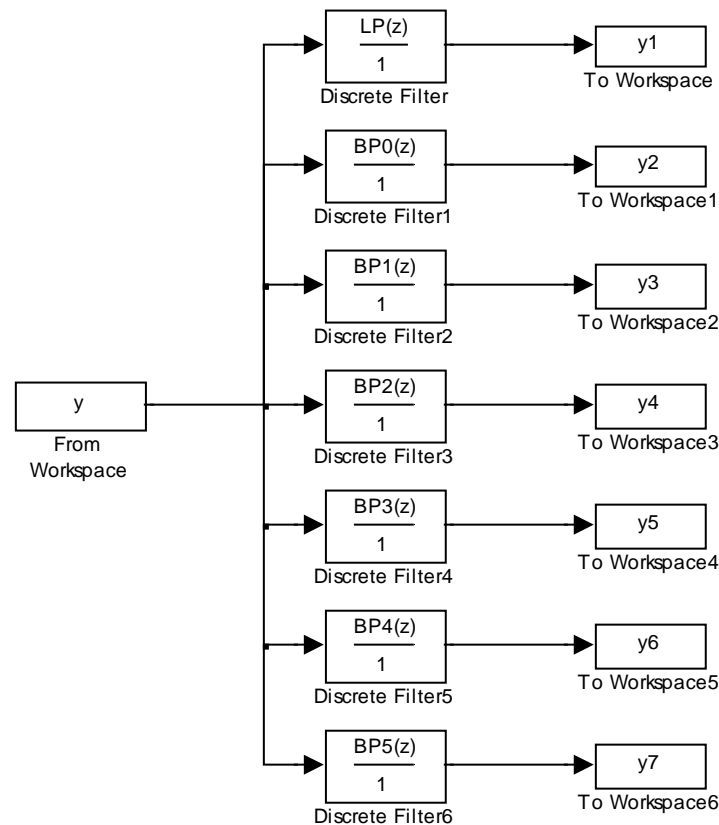 LP(z)
1
Discrete Filter
y1
To Workspace
BP0(z)
1
Discrete Filter1
y2
To Workspace1
BP1(z)
1
Discrete Filter2
y3
To Workspace2
y
From
Workspace
BP2(z)
1
Discrete Filter3
y4
To Workspace3
BP3(z)
1
Discrete Filter4
y5
To Workspace4
BP4(z)
1
Discrete Filter5
y6
To Workspace5
BP5(z)
1
Discrete Filter6
y7
To Workspace6